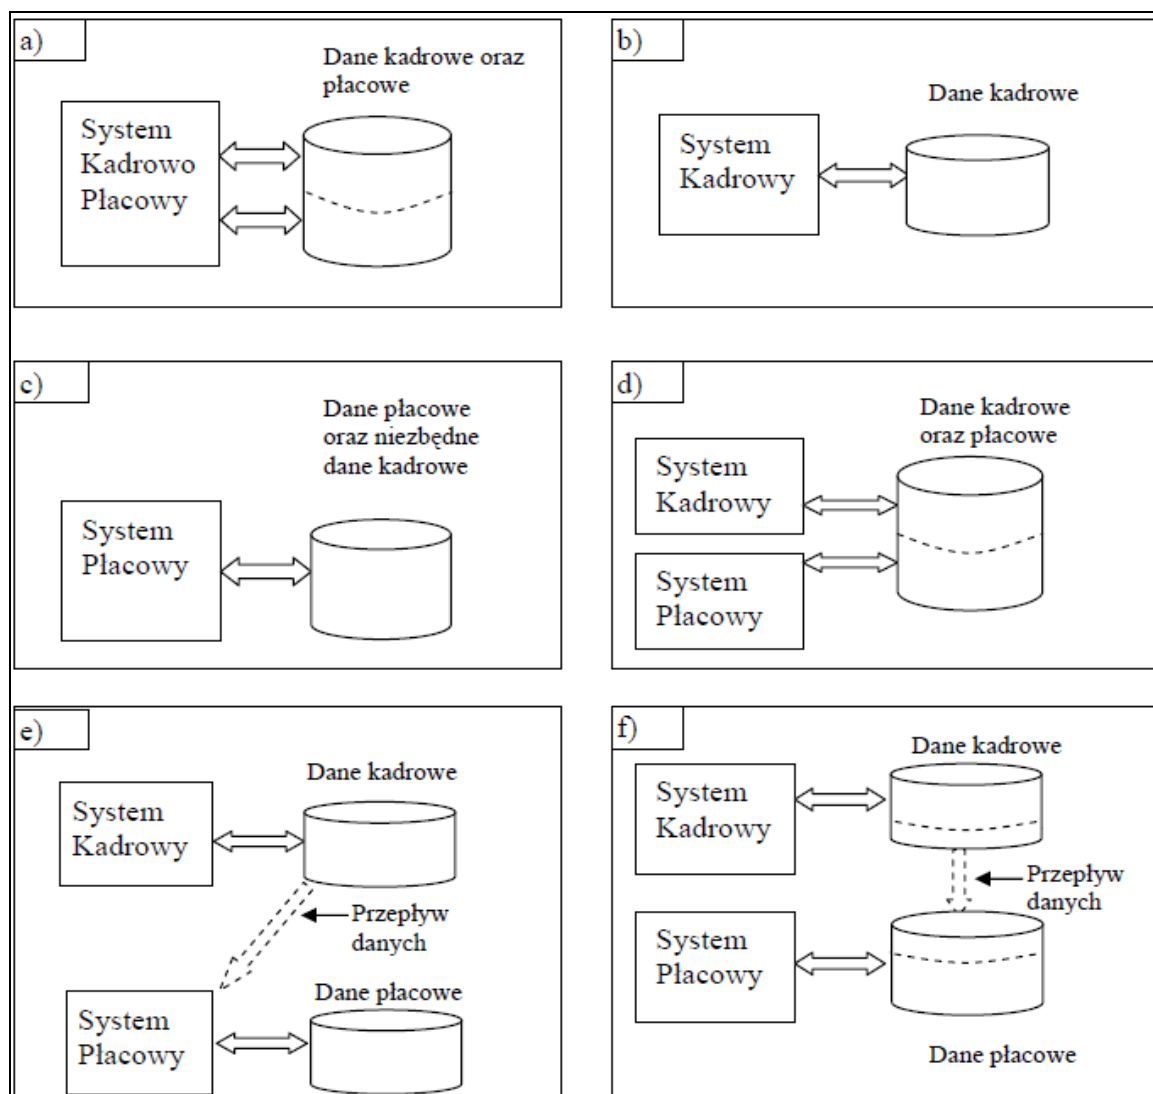 a)
Dane kadrowe oraz
płacowe
System
Kadrowo
Płacowy
b)
Dane kadrowe
System
Kadrowy
c)
Dane płacowe
oraz niezbędne
dane kadrowe
System
Płacowy
d)
Dane kadrowe
oraz płacowe
System
Kadrowy
System
Płacowy
e)
Dane kadrowe
System
Kadrowy
Przepływ
danych
Dane płacowe
System
Płacowy
f)
Dane kadrowe
System
Kadrowy
Przepływ
danych
System
Płacowy
Dane płacowe